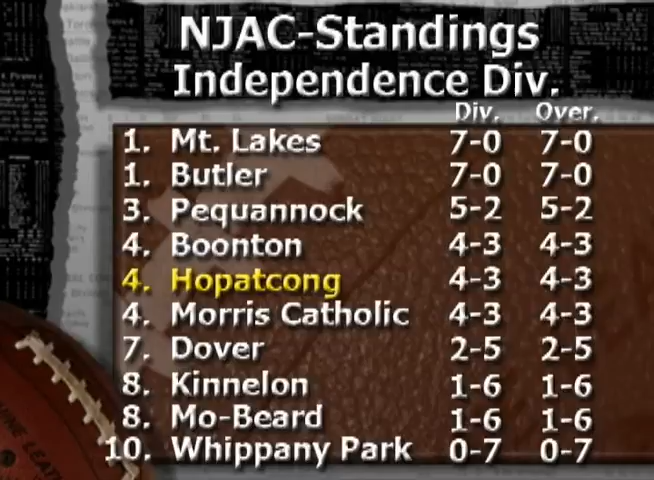 NJAC-Standings
Independence Div.
Div. Over.
1. Mt. Lakes 7-0 7-0
1. Butler 7-0 7-0
3. Pequannock 5-2 5-2
4. Boonton 4-3 4-3
4. Hopatcong 4-3 4-3
4. Morris Catholic 4-3 4-3
7. Dover 2-5 2-5
8. Kinnelon 1-6 1-6
8. Mo-Beard 1-6 1-6
10. Whippany Park 0-7 0-7